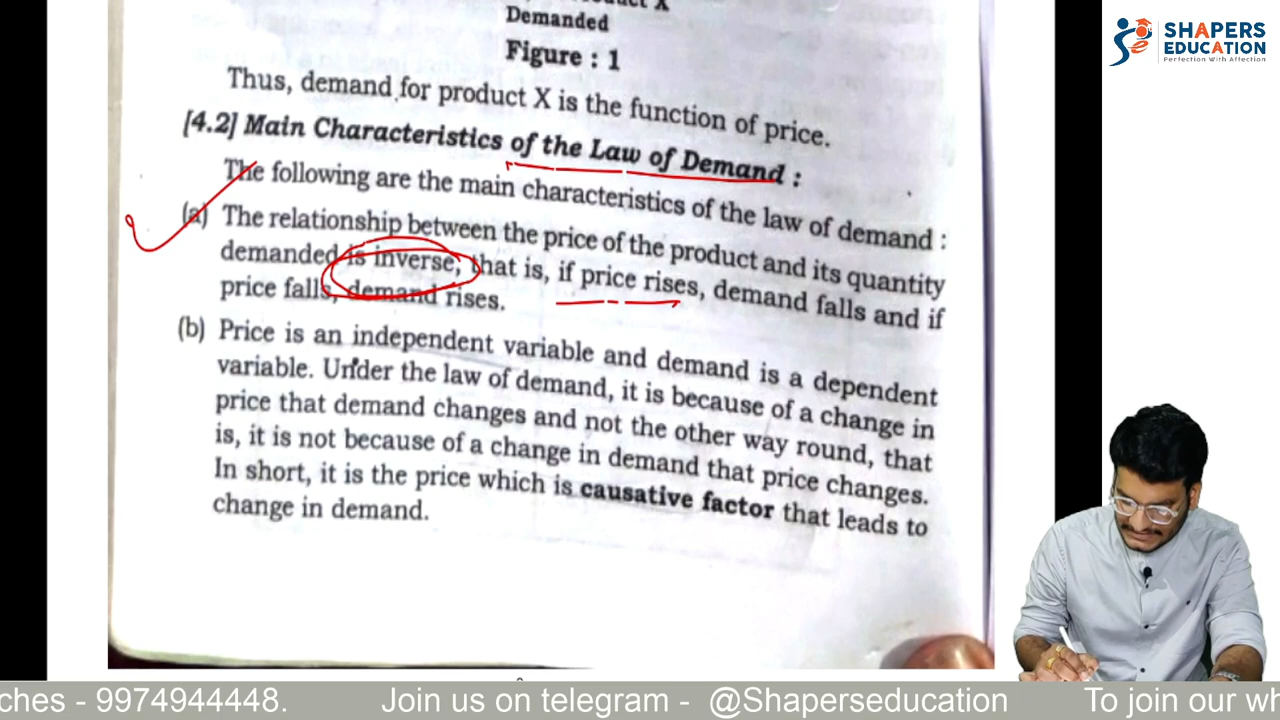 Demanded
Figure : 1
Thus, demand for product X is the function of price.
[4.2] Main Characteristics of the Law of Demand :
The following are the main characteristics of the law of demand :
(a) The relationship between the price of the product and its quantity
demanded is inverse, that is, if price rises, demand falls and if
price falls, demand rises.
(b) Price is an independent variable and demand is a dependent
variable. Under the law of demand, it is because of a change in
price that demand changes and not the other way round, that
is, it is not because of a change in demand that price changes.
In short, it is the price which is causative factor that leads to
change in demand.
SHAPERS
EDUCATION
Perfection With Affection
ches - 9974944448. Join us on telegram - @Shaperseducation To join our wh